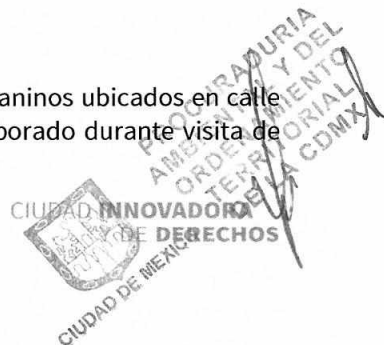 aninos ubicados en calle
borado durante visita de
PROCURADURIA
AMBIENTAL Y DEL
ORDENAMIENTO
TERRITORIAL
DE LA CDMX
CIUDAD INNOVADORA
Y DE DERECHOS
CIUDAD DE MEXICO